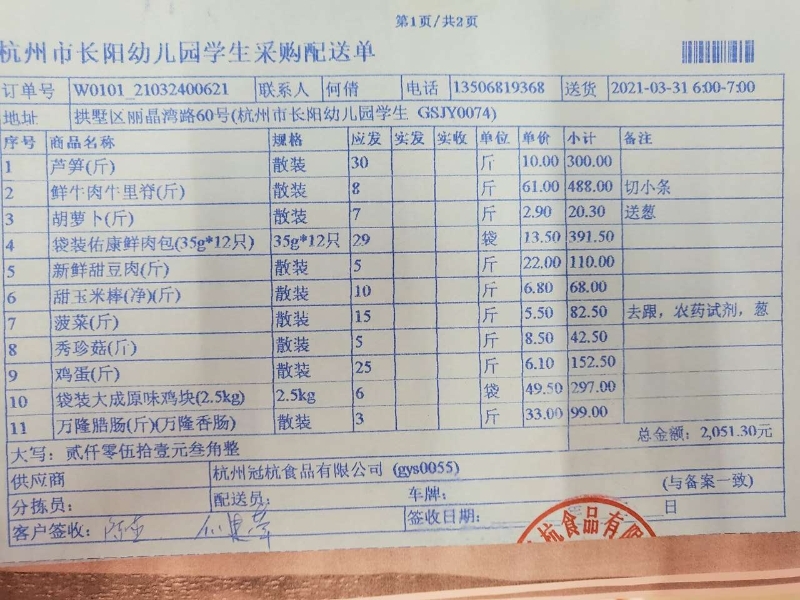 第1页/共2页
杭州市长阳幼儿园学生采购配送单
订单号 W0101_21032400621 联系人 何倩 电话 13506819368 送货 2021-03-31 6:00-7:00
地址 拱墅区丽晶湾路60号(杭州市长阳幼儿园学生 GSJY0074)
序号 商品名称 规格 应发 实发 实收 单位 单价 小计 备注
1 芦笋(斤) 散装 30 斤 10.00 300.00
2 鲜牛肉牛里脊(斤) 散装 8 斤 61.00 488.00 切小条
3 胡萝卜(斤) 散装 7 斤 2.90 20.30 送葱
4 袋装佑康鲜肉包(35g*12只) 35g*12只 29 袋 13.50 391.50
5 新鲜甜豆肉(斤) 散装 5 斤 22.00 110.00
6 甜玉米棒(净)(斤) 散装 10 斤 6.80 68.00
7 菠菜(斤) 散装 15 斤 5.50 82.50 去跟，农药试剂，葱
8 秀珍菇(斤) 散装 5 斤 8.50 42.50
9 鸡蛋(斤) 散装 25 斤 6.10 152.50
10 袋装大成原味鸡块(2.5kg) 2.5kg 6 袋 49.50 297.00
11 万隆腊肠(斤)(万隆香肠) 散装 3 斤 33.00 99.00
大写：贰仟零伍拾壹元叁角整 总金额：2,051.30元
供应商 杭州冠杭食品有限公司 (gys0055) (与备案一致)
分拣员： 配送员： 车牌：
客户签收： 签收日期： 日
杭食品有限